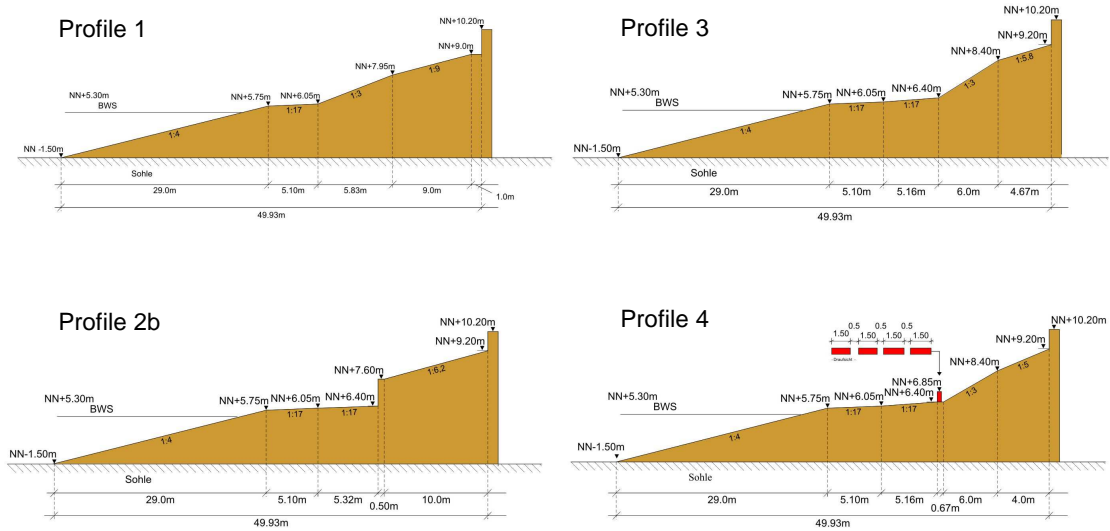 Profile 1
NN+10.20m
NN+9.0m
NN+7.95m
1:9
NN+5.30m
BWS
NN+5.75m NN+6.05m
1:17
1:3
1:4
NN -1.50m
Sohle
29.0m 5.10m 5.83m 9.0m
1.0m
49.93m
Profile 3
NN+10.20m
NN+9.20m
NN+8.40m
1:5.8
NN+5.30m
BWS
NN+5.75m NN+6.05m NN+6.40m
1:17 1:17
1:3
1:4
NN-1.50m
Sohle
29.0m 5.10m 5.16m 6.0m 4.67m
49.93m
Profile 2b
NN+10.20m
NN+9.20m
NN+7.60m
1:6,2
NN+5.30m
BWS
NN+5.75m NN+6.05m NN+6.40m
1:17 1:17
1:4
NN-1.50m
Sohle
29.0m 5.10m 5.32m 10.0m
0.50m
49.93m
Profile 4
0.5 0.5 0.5
1.50 1.50 1.50 1.50
NN+10.20m
- Draufsicht -
NN+9.20m
NN+8.40m
NN+6.85m
1:5
NN+5.30m
BWS
NN+5.75m NN+6.05m NN+6.40m
1:17 1:17
1:3
1:4
NN-1.50m
Sohle
29.0m 5.10m 5.16m 6.0m 4.0m
0.67m
49.93m